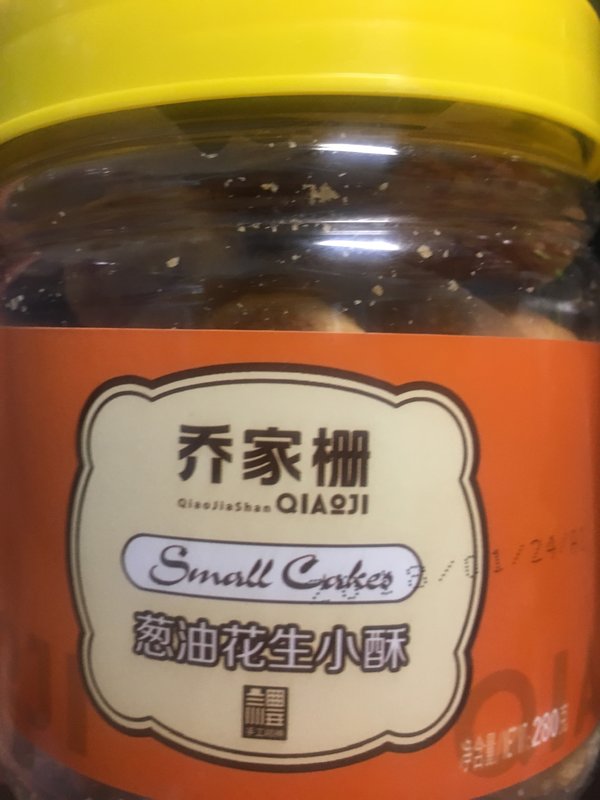 乔家栅
QiaoJiaShan QIAOJI
Small Cakes
葱油花生小酥
净含量/NET: 280克